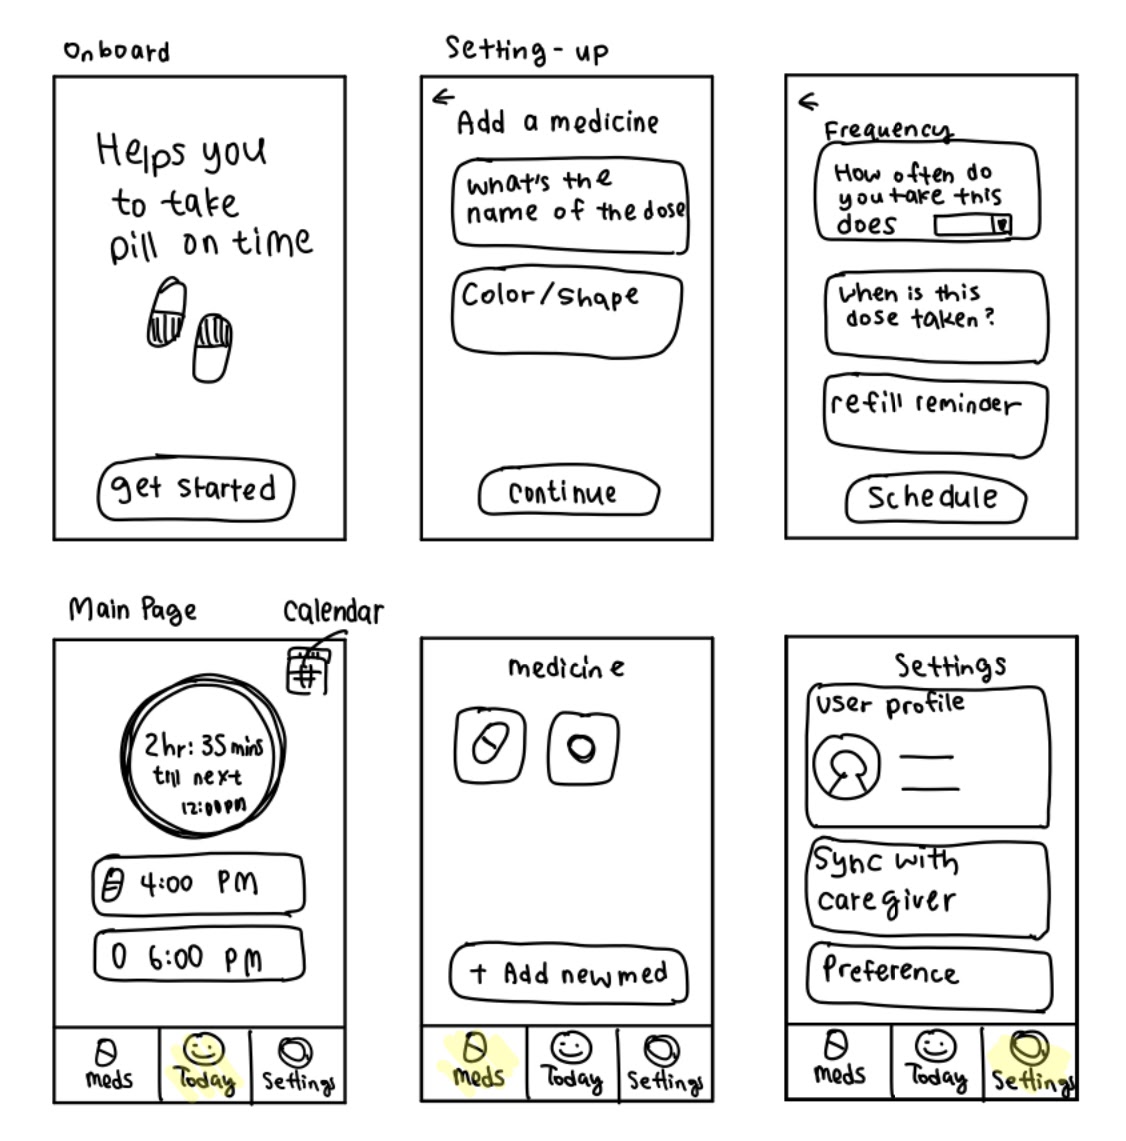 Onboard
Helps you
to take
pill on time
get started
Setting-up
Add a medicine
what's the
name of the dose
Color/shape
Continue
Frequency
How often do
you take this
does
when is this
dose taken?
refill reminder
Schedule
Main Page
Calendar
2hr: 35 mins
till next
12:00pm
4:00 PM
6:00 PM
Meds
Today
Settings
medicine
+ Add new med
Meds
Today
Settings
Settings
user profile
Sync with
caregiver
Preference
Meds
Today
Settings